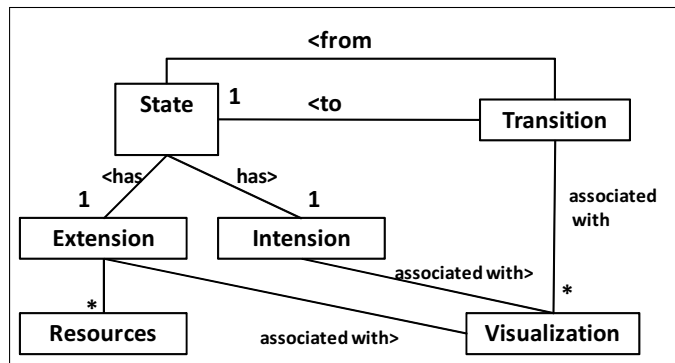 <from
State
1
<to
Transition
<has
has>
associated
with
1
1
Extension
Intension
associated with>
*
*
Resources
associated with>
Visualization